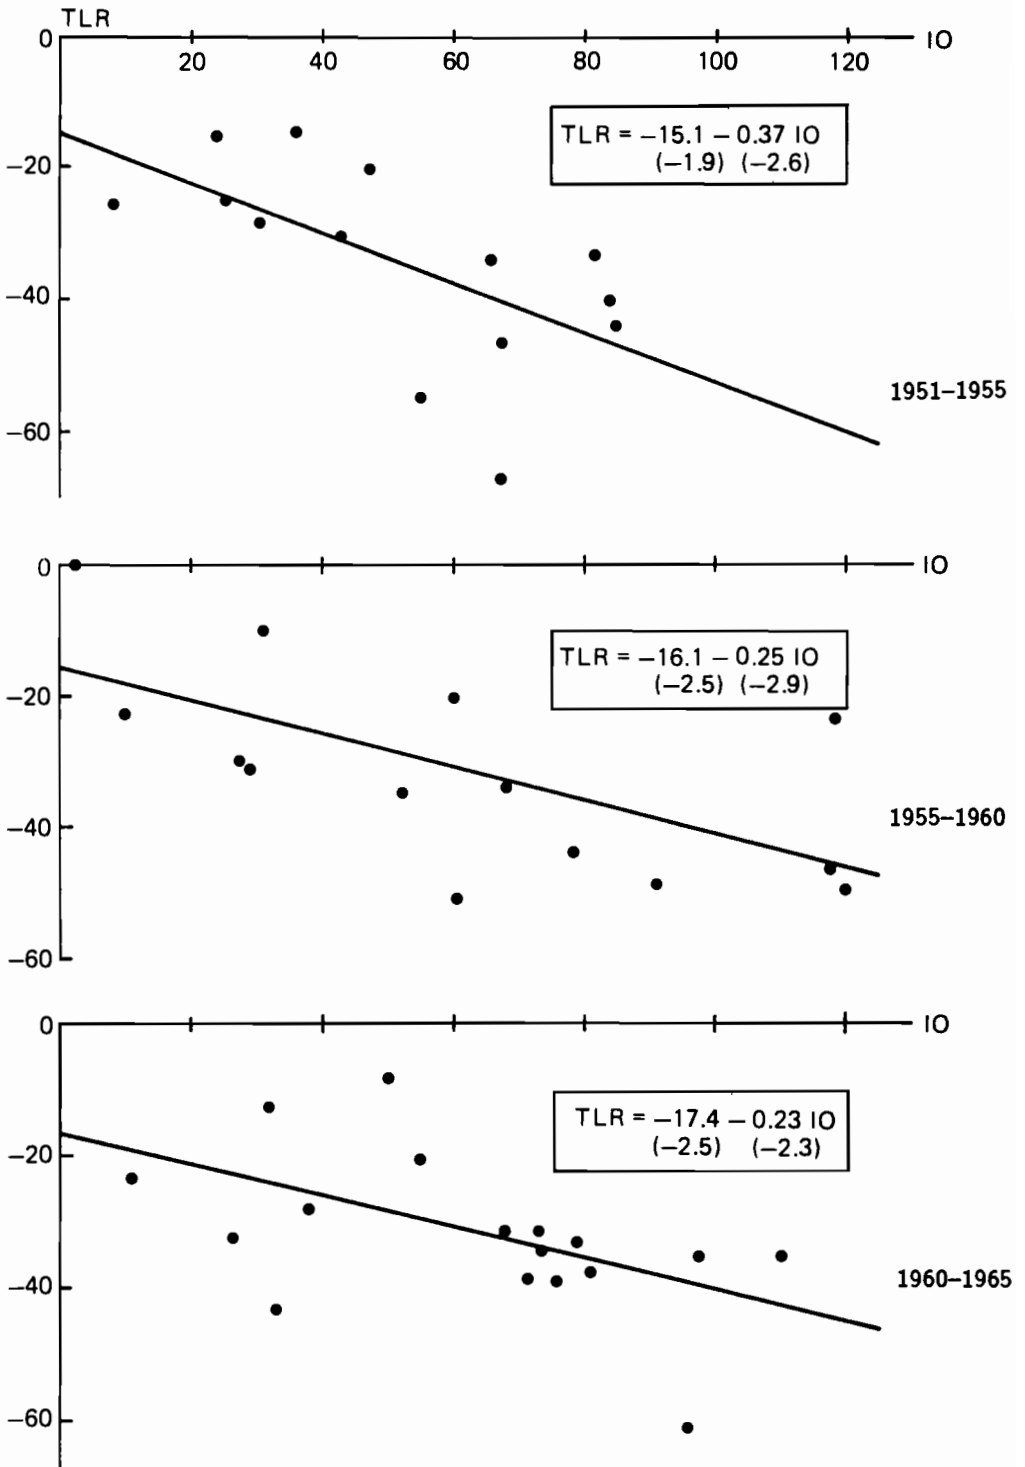 TLR
0 IO
20 40 60 80 100 120
TLR = –15.1 – 0.37 IO
(–1.9) (–2.6)
–20
–40
1951–1955
–60
0 IO
TLR = –16.1 – 0.25 IO
(–2.5) (–2.9)
–20
–40
1955–1960
–60
0 IO
TLR = –17.4 – 0.23 IO
(–2.5) (–2.3)
–20
–40
1960–1965
–60